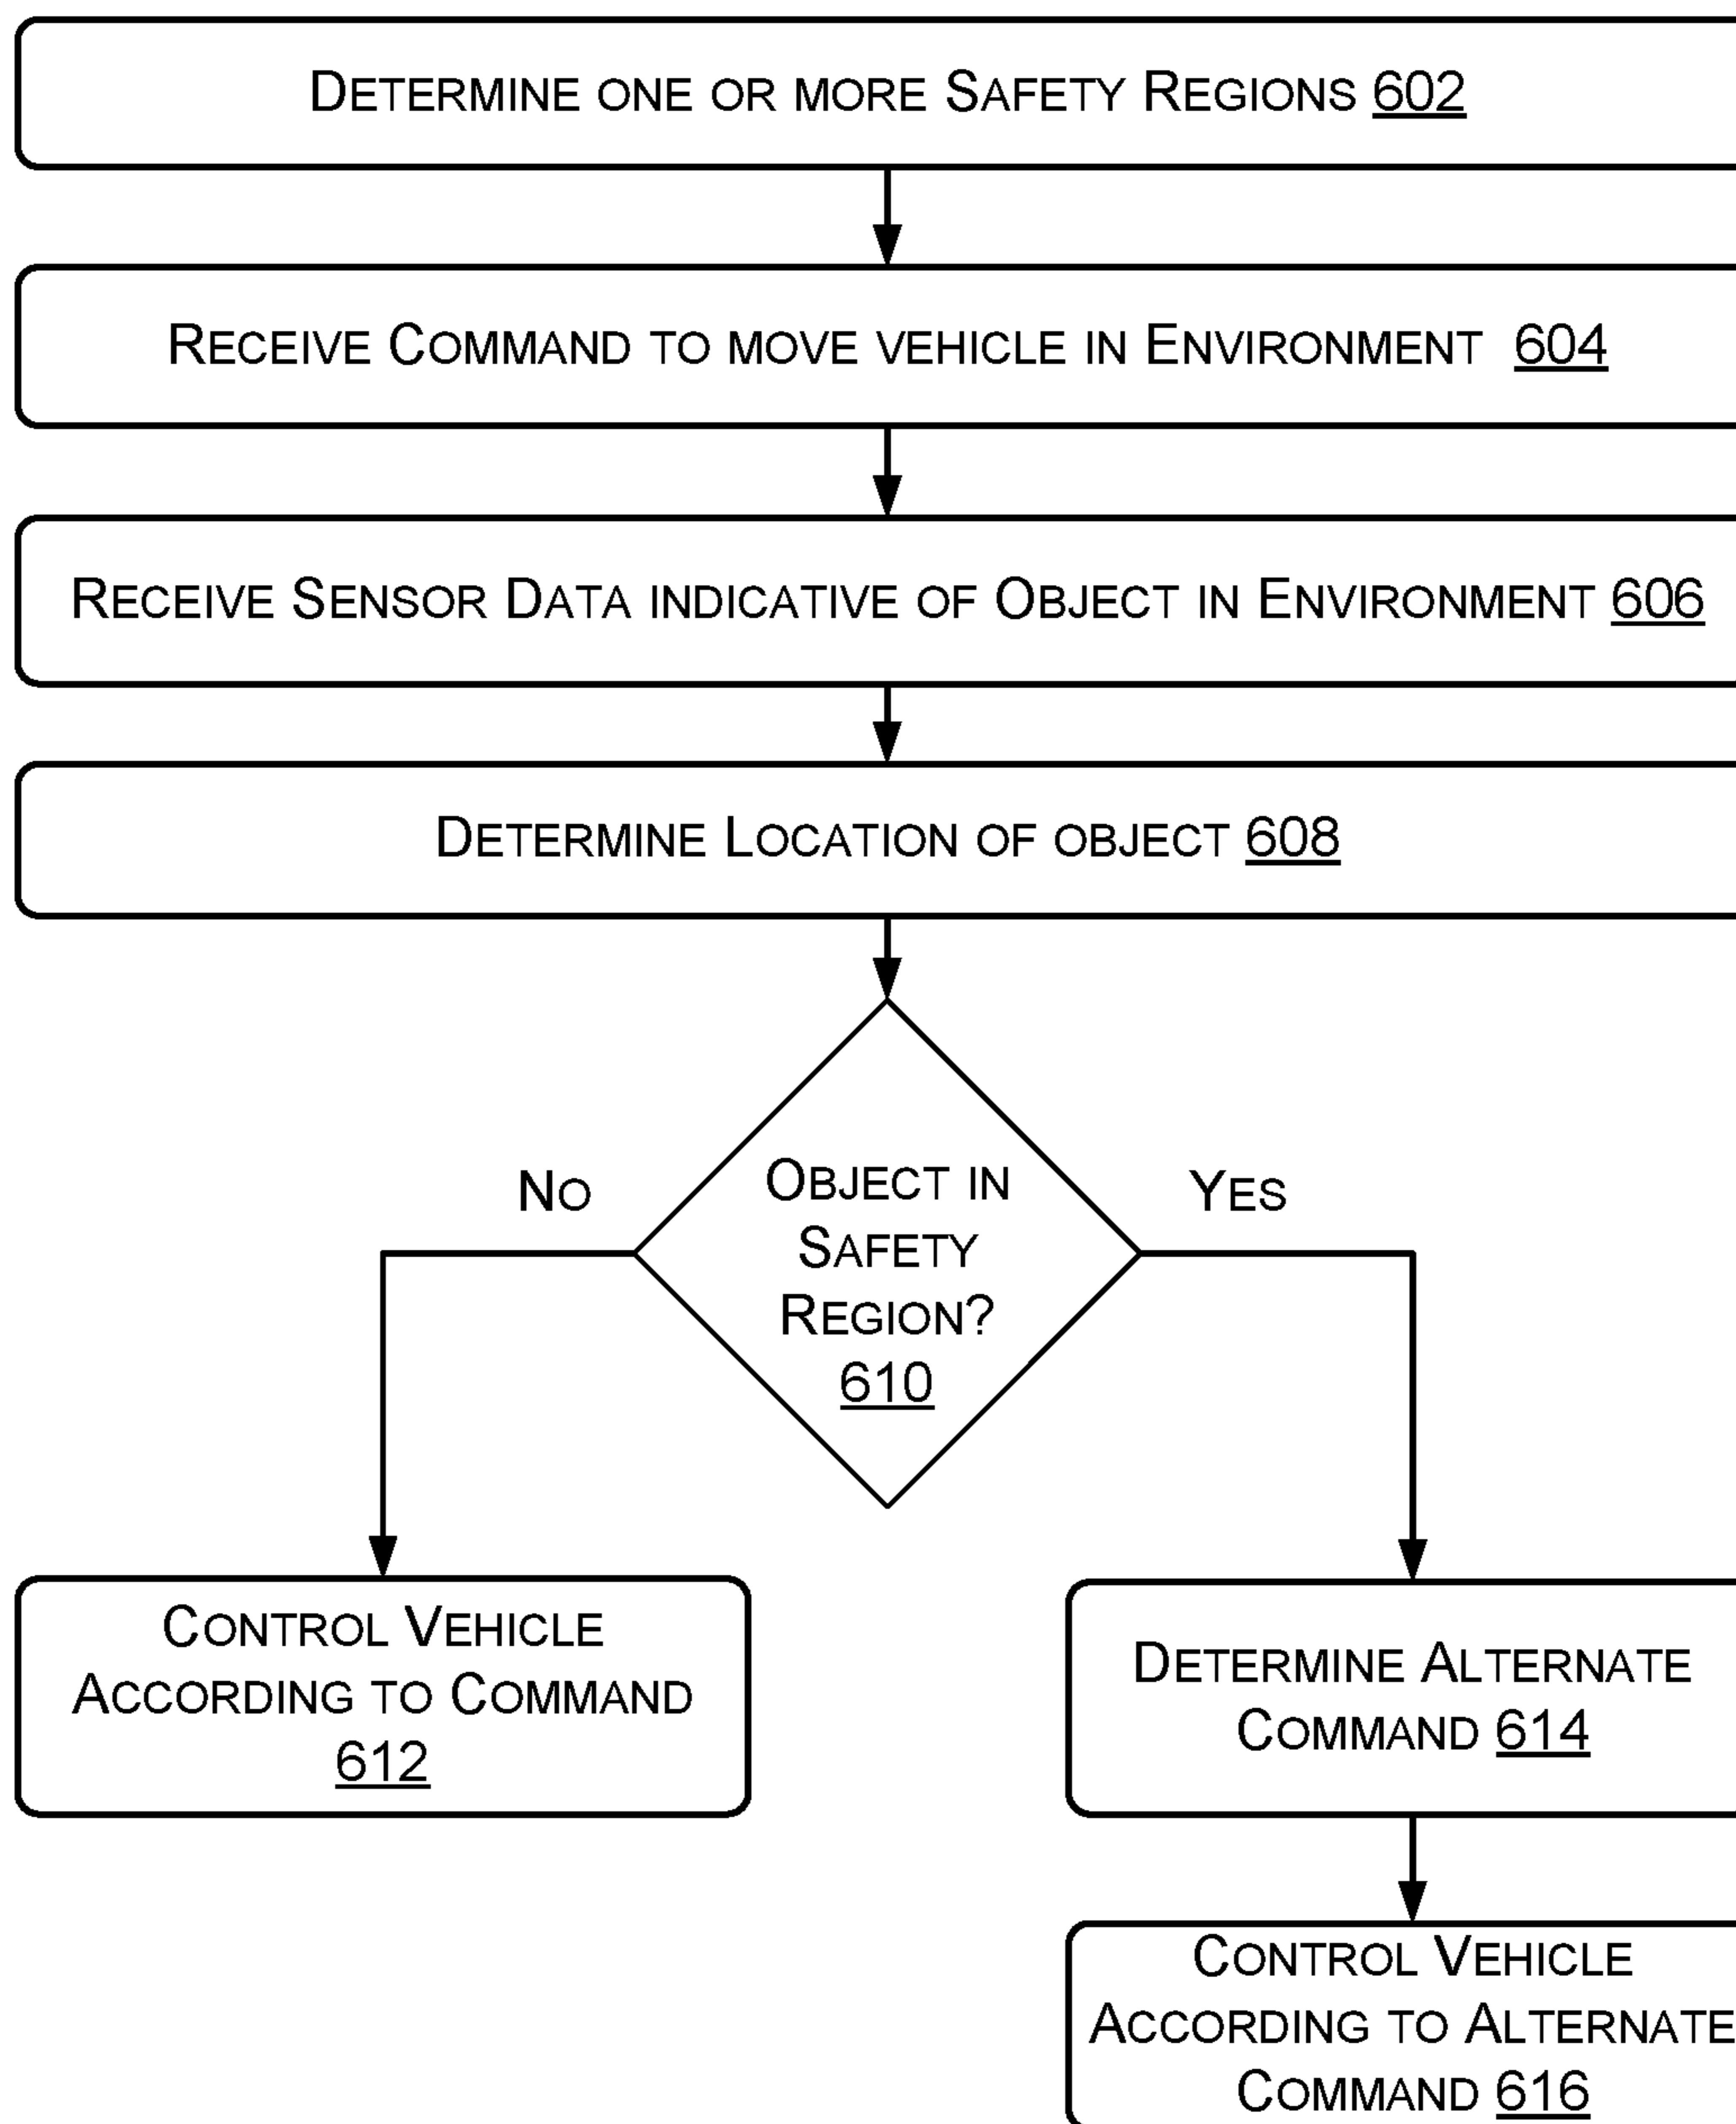 DETERMINE ONE OR MORE SAFETY REGIONS 602
RECEIVE COMMAND TO MOVE VEHICLE IN ENVIRONMENT 604
RECEIVE SENSOR DATA INDICATIVE OF OBJECT IN ENVIRONMENT 606
DETERMINE LOCATION OF OBJECT 608
OBJECT IN
SAFETY
REGION?
610
NO
YES
CONTROL VEHICLE
ACCORDING TO COMMAND
612
DETERMINE ALTERNATE
COMMAND 614
CONTROL VEHICLE
ACCORDING TO ALTERNATE
COMMAND 616